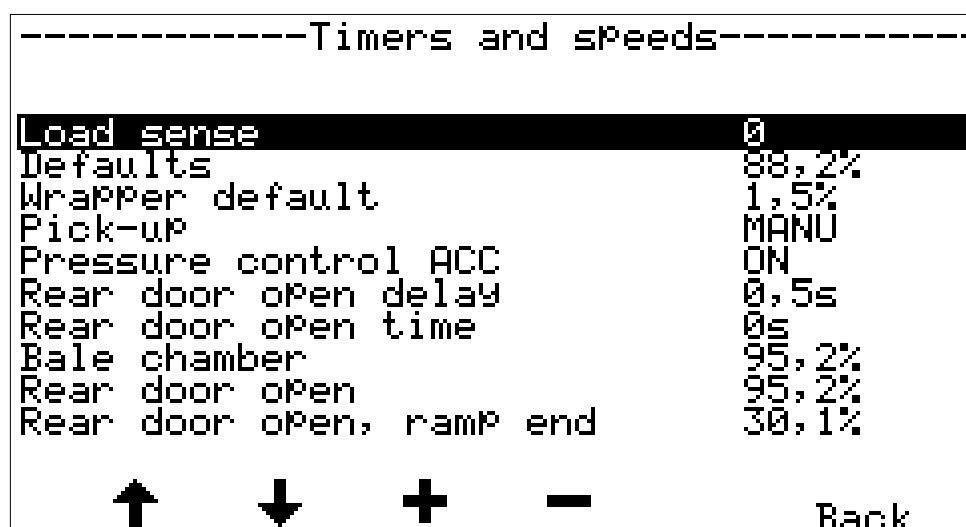 ------------Timers and speeds-----------
Load sense 0
Defaults 88,2%
Wrapper default 1,5%
Pick-up MANU
Pressure control ACC ON
Rear door open delay 0,5s
Rear door open time 0s
Bale chamber 95,2%
Rear door open 95,2%
Rear door open, ramp end 30,1%
↑ ↓ + - Back